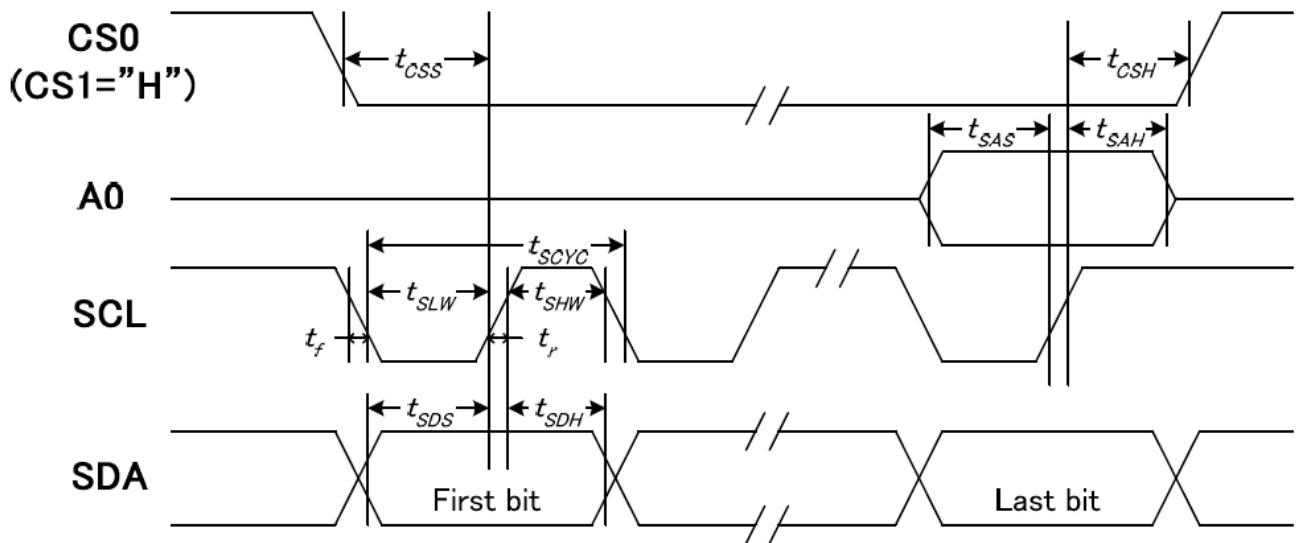 CS0
(CS1="H")
tCSS
tCSH
tSAS
tSAH
A0
tSCYC
SCL
tSLW
tSHW
tf
tr
tSDS
tSDH
SDA
First bit
Last bit